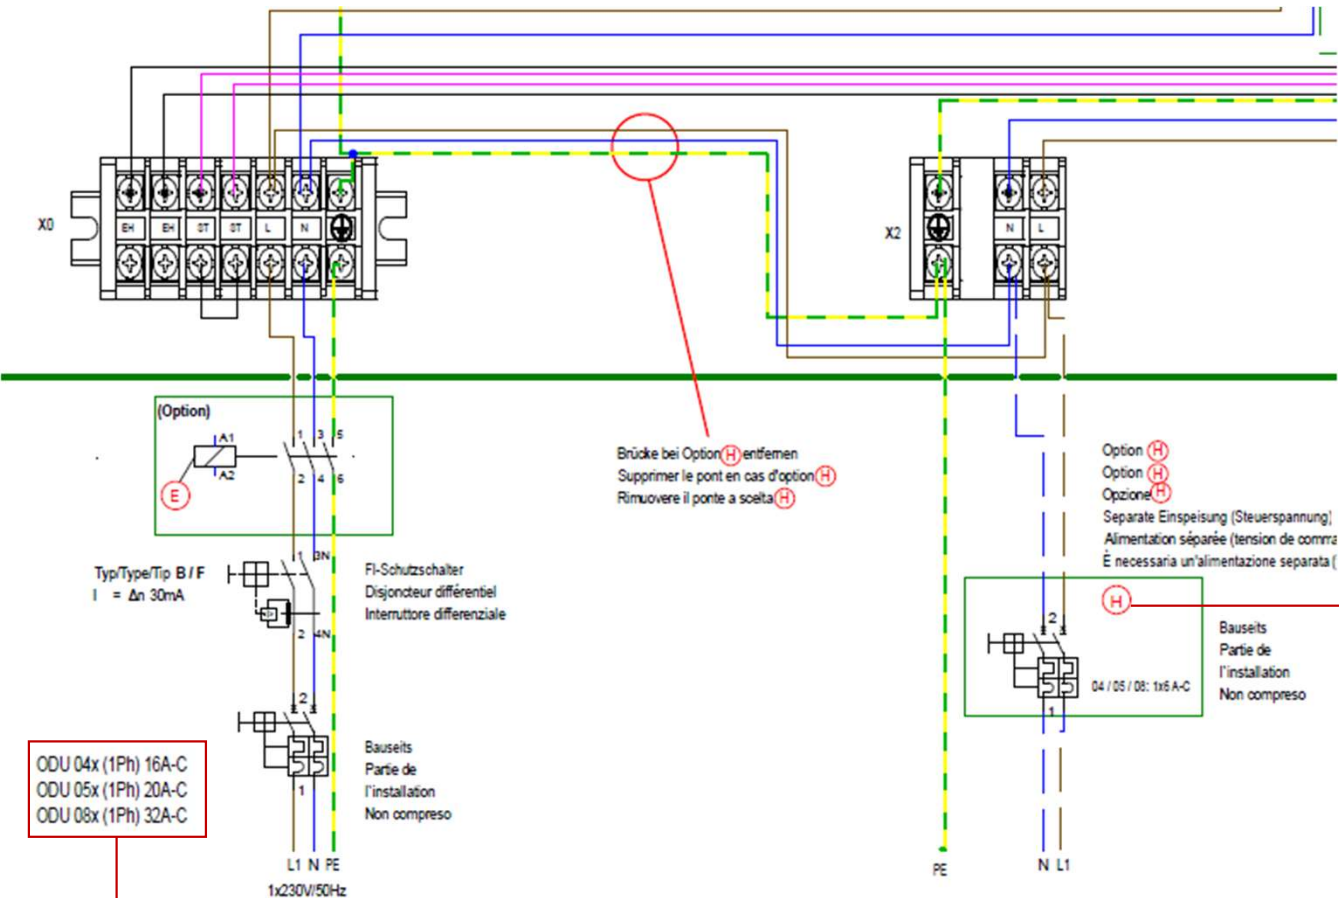 X0
EH
EH
ST
ST
L
N
X2
N
L
(Option)
A1
A2
E
1 3 5
2 4 6
Brücke bei Option H entfernen
Supprimer le pont en cas d'option H
Rimuovere il ponte a scelta H
Option H
Option H
Opzione H
Separate Einspeisung (Steuerspannung)
Alimentation séparée (tension de comma
È necessaria un'alimentazione separata (
Typ/Type/Tip B / F
I = Δn 30mA
1 3N
2 4N
FI-Schutzschalter
Disjoncteur différentiel
Interruttore differenziale
H
2
1
04 / 05 / 08: 1x6 A-C
Bauseits
Partie de
l'installation
Non compreso
2
1
Bauseits
Partie de
l'installation
Non compreso
ODU 04x (1Ph) 16A-C
ODU 05x (1Ph) 20A-C
ODU 08x (1Ph) 32A-C
L1 N PE
1x230V/50Hz
PE
N L1